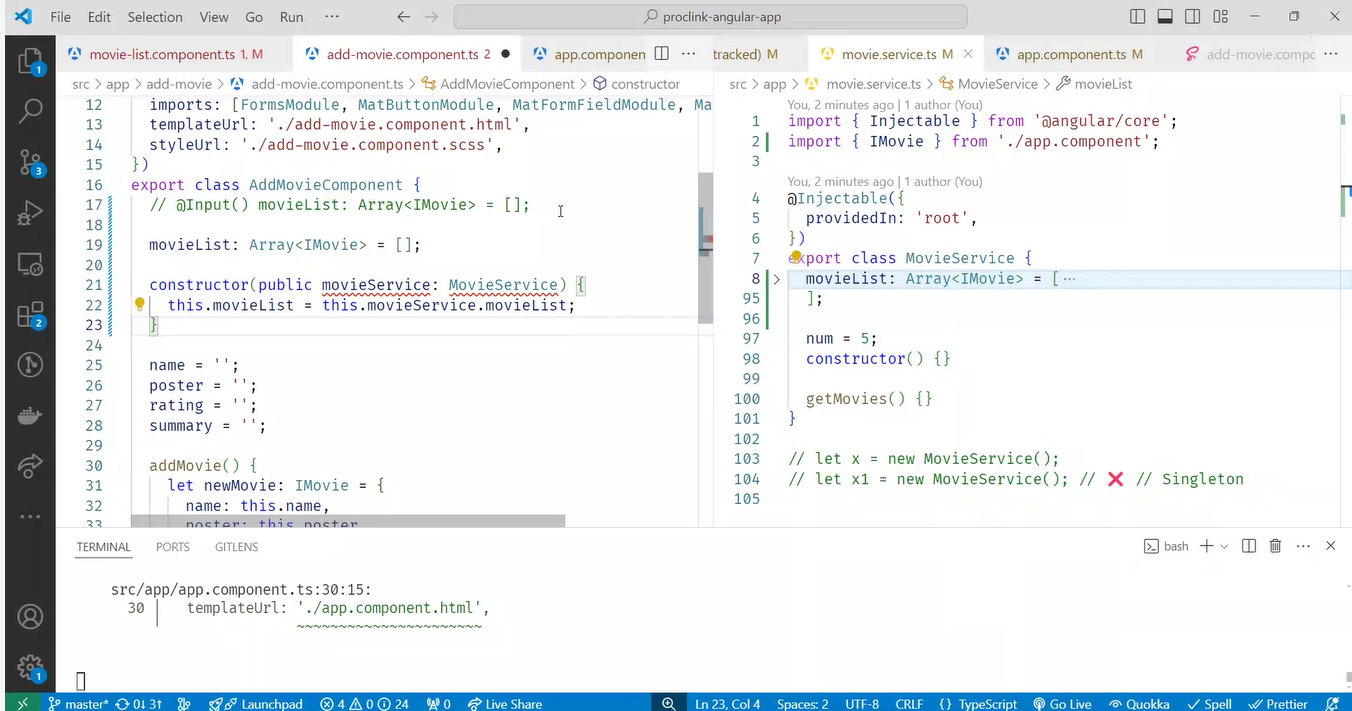 File Edit Selection View Go Run ···
proclink-angular-app
movie-list.component.ts 1, M
add-movie.component.ts 2
app.componen
tracked) M
movie.service.ts M
app.component.ts M
add-movie.compc
src > app > add-movie > add-movie.component.ts > AddMovieComponent > constructor
12 imports: [FormsModule, MatButtonModule, MatFormFieldModule, Ma
13 templateUrl: './add-movie.component.html',
14 styleUrl: './add-movie.component.scss',
15 })
16 export class AddMovieComponent {
17 // @Input() movieList: Array<IMovie> = [];
18
19 movieList: Array<IMovie> = [];
20
21 constructor(public movieService: MovieService) {
22 this.movieList = this.movieService.movieList;
23 }
24
25 name = '';
26 poster = '';
27 rating = '';
28 summary = '';
29
30 addMovie() {
31 let newMovie: IMovie = {
32 name: this.name,
33 poster: this.poster
src > app > movie.service.ts > MovieService > movieList
You, 2 minutes ago | 1 author (You)
1 import { Injectable } from '@angular/core';
2 import { IMovie } from './app.component';
3
You, 2 minutes ago | 1 author (You)
4 @Injectable({
5 providedIn: 'root',
6 })
7 export class MovieService {
8 movieList: Array<IMovie> = [ ···
95 ];
96
97 num = 5;
98 constructor() {}
99
100 getMovies() {}
101 }
102
103 // let x = new MovieService();
104 // let x1 = new MovieService(); // ❌ // Singleton
105
TERMINAL PORTS GITLENS
bash
src/app/app.component.ts:30:15:
30 │ templateUrl: './app.component.html',
~~~~~~~~~~~~~~~~~~~~~~
1
3
2
1
master* 0↓ 3↑ Launchpad 4 0 24 0 Live Share
Ln 23, Col 4 Spaces: 2 UTF-8 CRLF {} TypeScript Go Live Quokka Spell Prettier